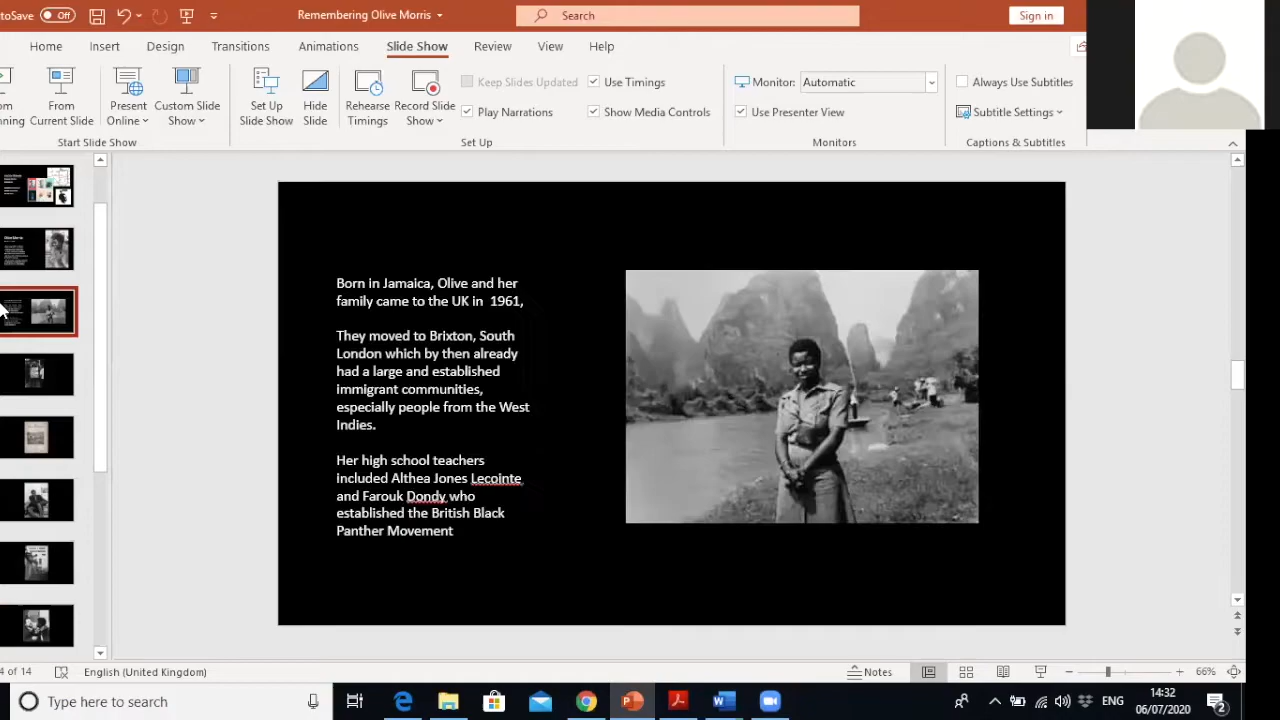 toSave Off
Remembering Olive Morris
Search
Sign in
Home Insert Design Transitions Animations Slide Show Review View Help
From
Current Slide
Present
Online
Custom Slide
Show
Set Up
Slide Show
Hide
Slide
Rehearse
Timings
Record Slide
Show
Keep Slides Updated
Play Narrations
Use Timings
Show Media Controls
Monitor: Automatic
Use Presenter View
Always Use Subtitles
Subtitle Settings
Start Slide Show Set Up Monitors Captions & Subtitles
Born in Jamaica, Olive and her
family came to the UK in 1961,
They moved to Brixton, South
London which by then already
had a large and established
immigrant communities,
especially people from the West
Indies.
Her high school teachers
included Althea Jones Lecointe
and Farouk Dondy who
established the British Black
Panther Movement
4 of 14 English (United Kingdom) Notes 66%
Type here to search
ENG
14:32
06/07/2020
2